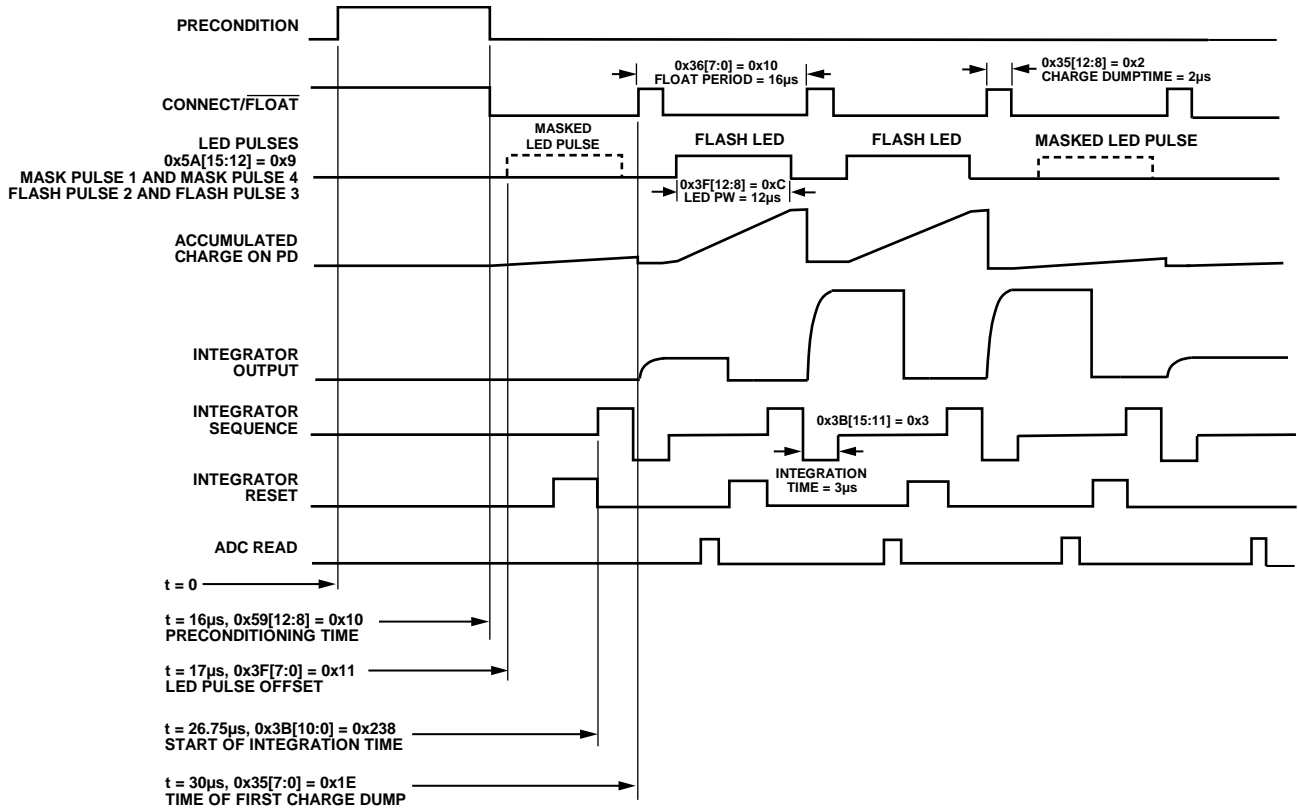 PRECONDITION
0x36[7:0] = 0x10
FLOAT PERIOD = 16µs
0x35[12:8] = 0x2
CHARGE DUMPTIME = 2µs
CONNECT/FLOAT
MASKED
LED PULSE
FLASH LED
FLASH LED
MASKED LED PULSE
LED PULSES
0x5A[15:12] = 0x9
MASK PULSE 1 AND MASK PULSE 4
FLASH PULSE 2 AND FLASH PULSE 3
0x3F[12:8] = 0xC
LED PW = 12µs
ACCUMULATED
CHARGE ON PD
INTEGRATOR
OUTPUT
INTEGRATOR
SEQUENCE
0x3B[15:11] = 0x3
INTEGRATION
TIME = 3µs
INTEGRATOR
RESET
ADC READ
t = 0
t = 16µs, 0x59[12:8] = 0x10
PRECONDITIONING TIME
t = 17µs, 0x3F[7:0] = 0x11
LED PULSE OFFSET
t = 26.75µs, 0x3B[10:0] = 0x238
START OF INTEGRATION TIME
t = 30µs, 0x35[7:0] = 0x1E
TIME OF FIRST CHARGE DUMP